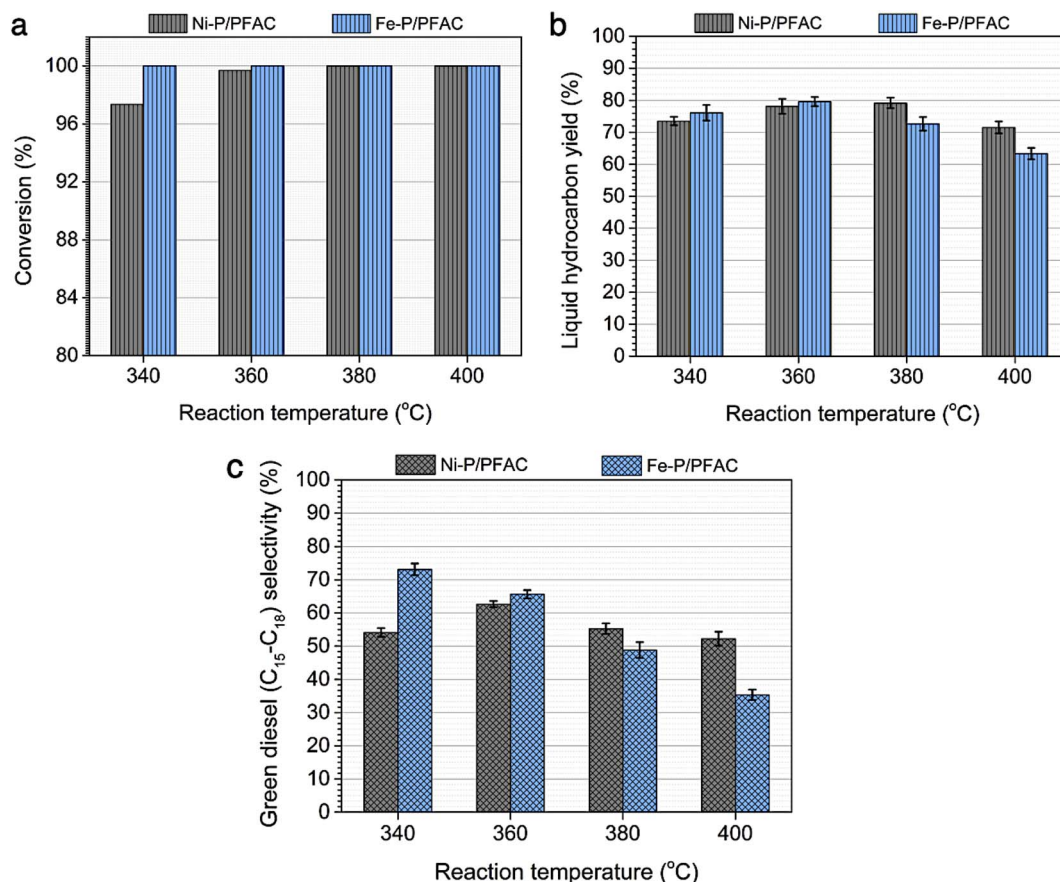 a
Ni-P/PFAC
Fe-P/PFAC
100
96
92
88
84
80
Conversion (%)
340
360
380
400
Reaction temperature (°C)
b
Ni-P/PFAC
Fe-P/PFAC
100
90
80
70
60
50
40
30
20
10
0
Liquid hydrocarbon yield (%)
340
360
380
400
Reaction temperature (°C)
c
Ni-P/PFAC
Fe-P/PFAC
100
90
80
70
60
50
40
30
20
10
0
Green diesel (C₁₅-C₁₈) selectivity (%)
340
360
380
400
Reaction temperature (°C)